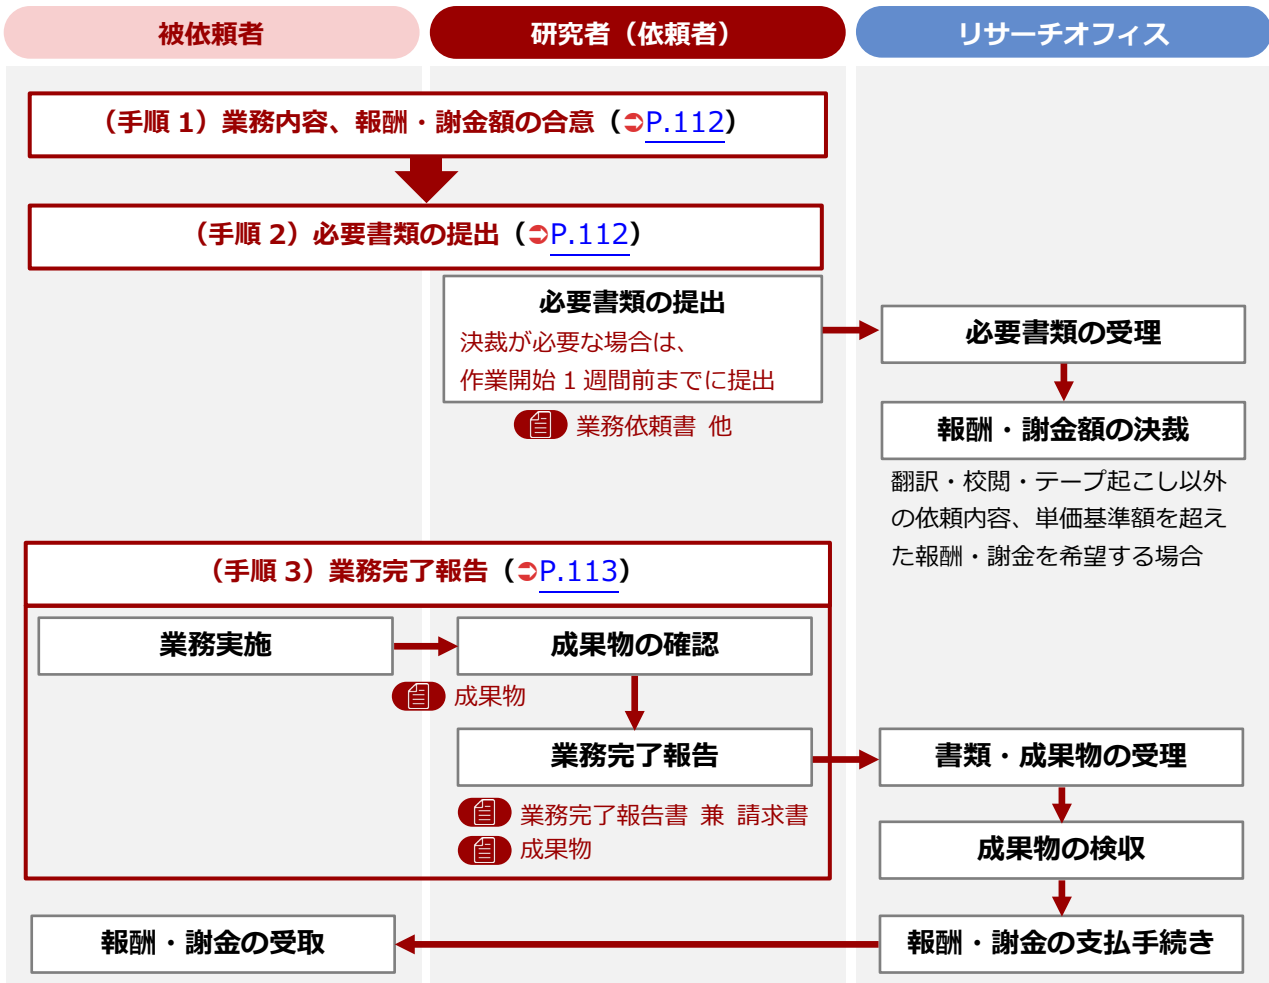 被依頼者
研究者（依頼者）
リサーチオフィス
（手順 1）業務内容、報酬・謝金額の合意（➲P.112）
（手順 2）必要書類の提出（➲P.112）
必要書類の提出
決裁が必要な場合は、
作業開始 1 週間前までに提出
業務依頼書 他
必要書類の受理
報酬・謝金額の決裁
翻訳・校閲・テープ起こし以外
の依頼内容、単価基準額を超え
た報酬・謝金を希望する場合
（手順 3）業務完了報告（➲P.113）
業務実施
成果物の確認
成果物
業務完了報告
業務完了報告書 兼 請求書
成果物
書類・成果物の受理
成果物の検収
報酬・謝金の支払手続き
報酬・謝金の受取